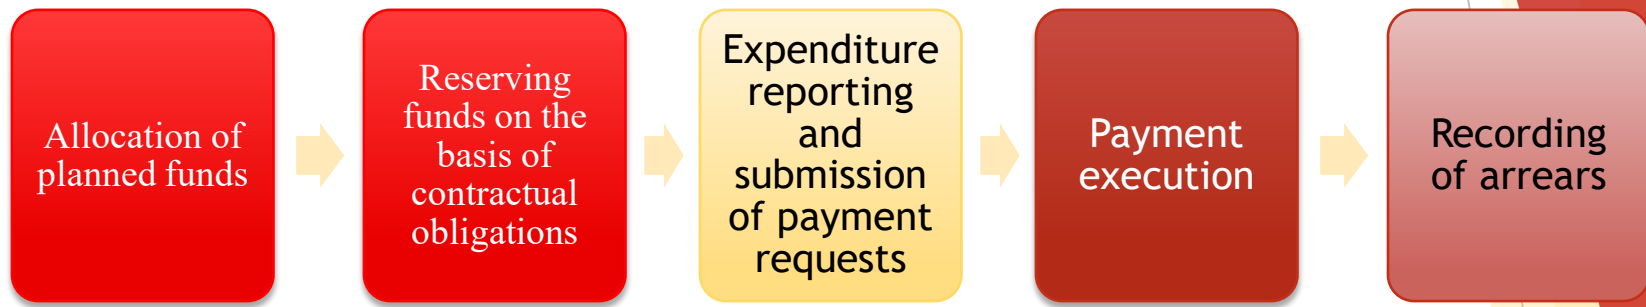 Allocation of
planned funds
Reserving
funds on the
basis of
contractual
obligations
Expenditure
reporting
and
submission
of payment
requests
Payment
execution
Recording
of arrears